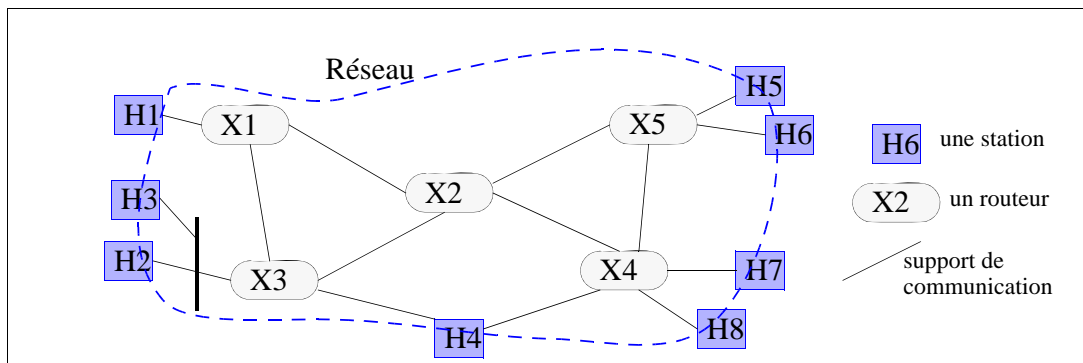 Réseau
H1
X1
X5
H5
H6
H6
une station
H3
X2
X2
un routeur
H2
X3
X4
H7
support de
communication
H4
H8